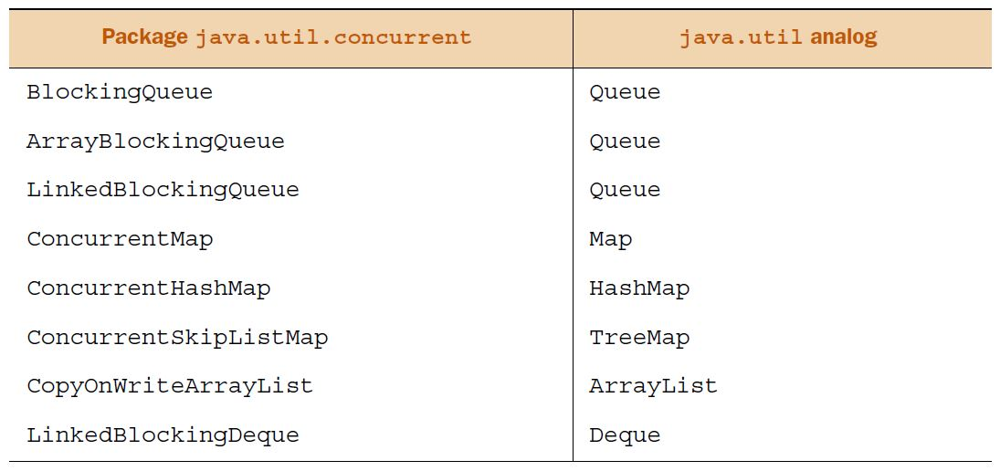 Package java.util.concurrent java.util analog
BlockingQueue Queue
ArrayBlockingQueue Queue
LinkedBlockingQueue Queue
ConcurrentMap Map
ConcurrentHashMap HashMap
ConcurrentSkipListMap TreeMap
CopyOnWriteArrayList ArrayList
LinkedBlockingDeque Deque